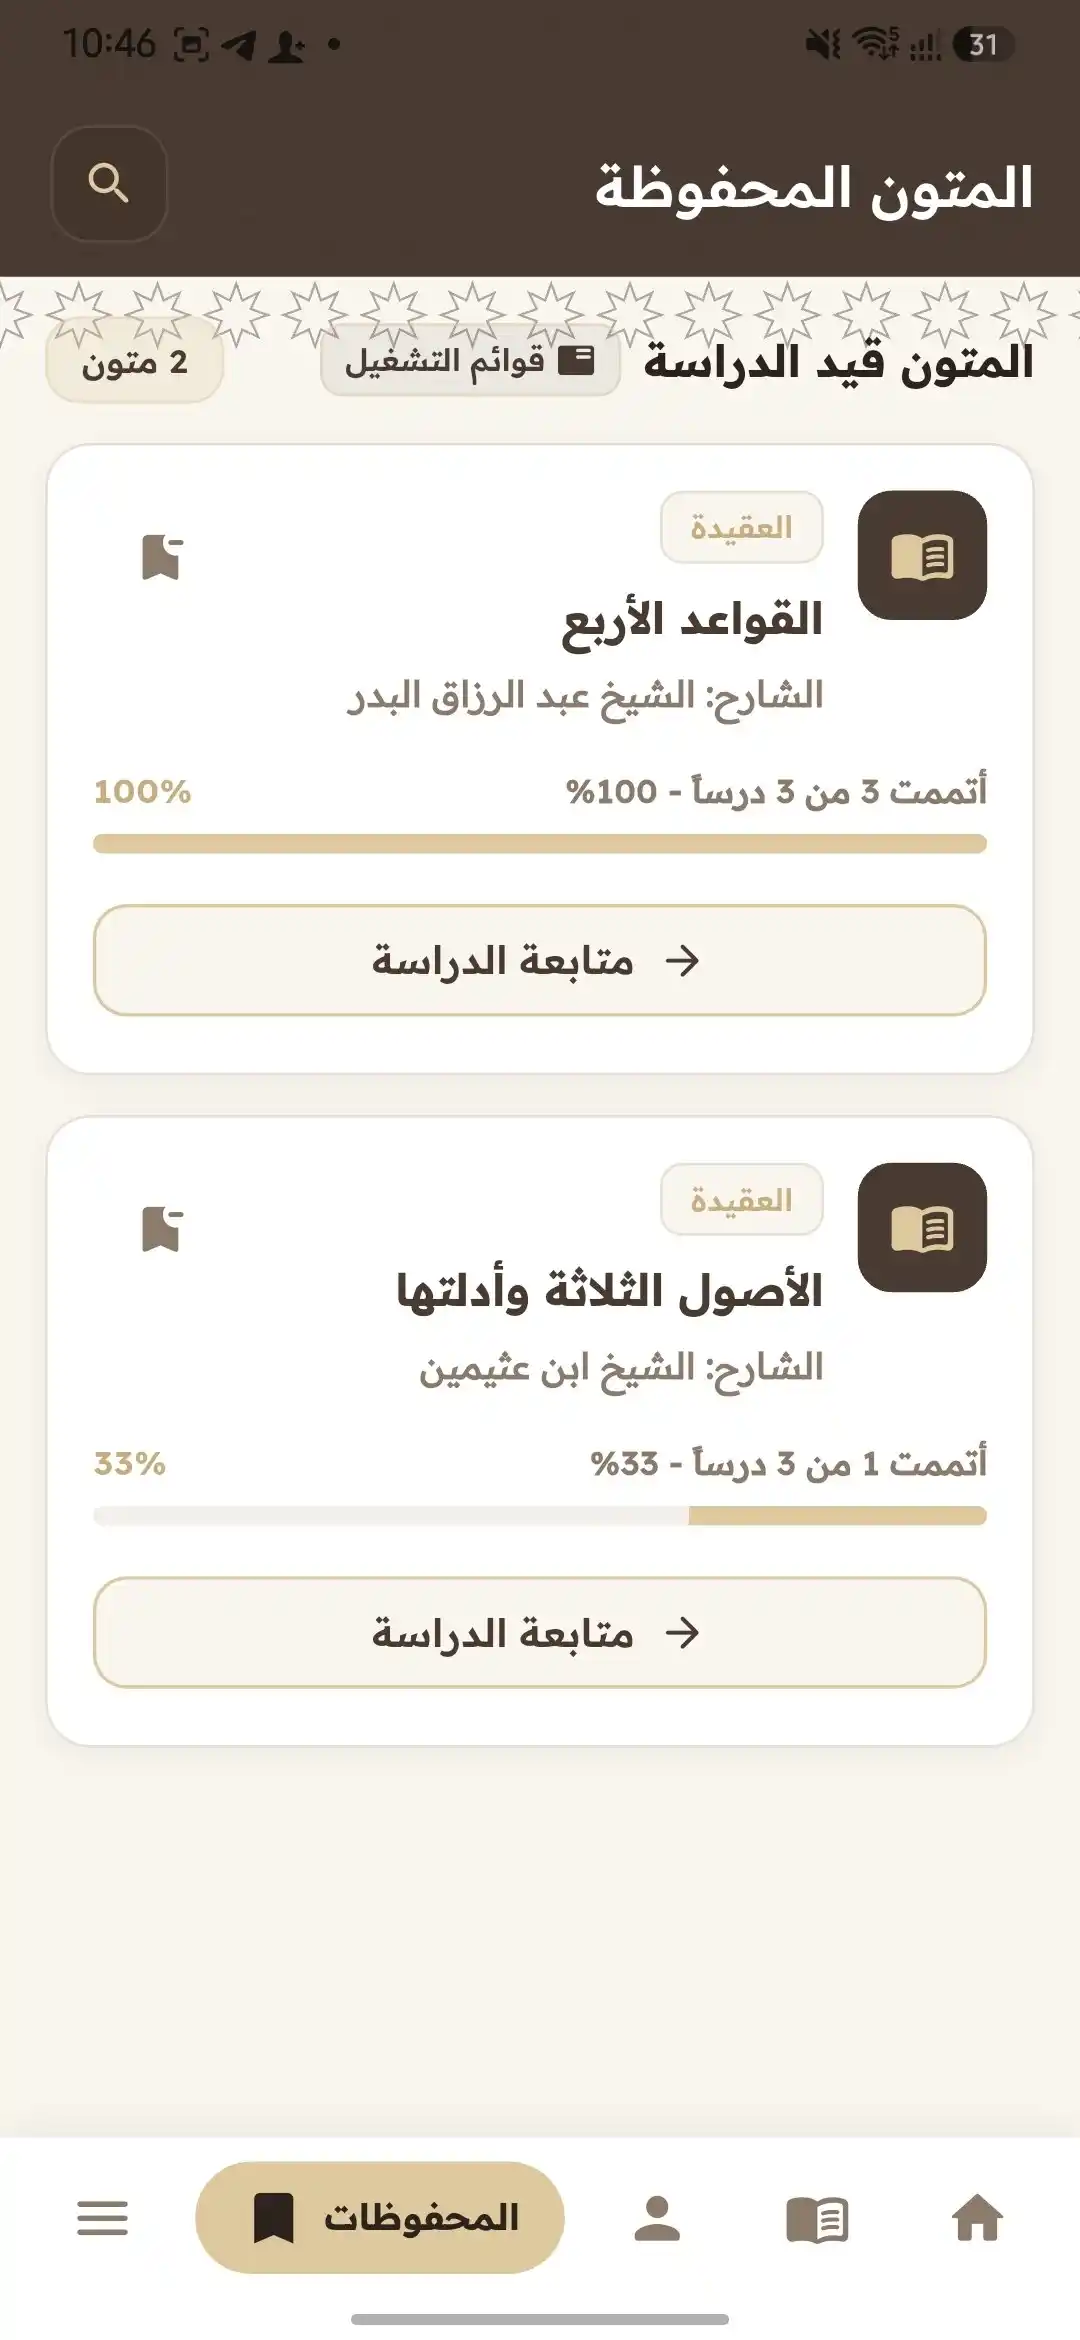 10:46
31
المتون المحفوظة
المتون قيد الدراسة
قوائم التشغيل
2 متون
العقيدة
القواعد الأربع
الشارح: الشيخ عبد الرزاق البدر
أتممت 3 من 3 درساً - 100%
100%
متابعة الدراسة
العقيدة
الأصول الثلاثة وأدلتها
الشارح: الشيخ ابن عثيمين
أتممت 1 من 3 درساً - 33%
33%
متابعة الدراسة
المحفوظات